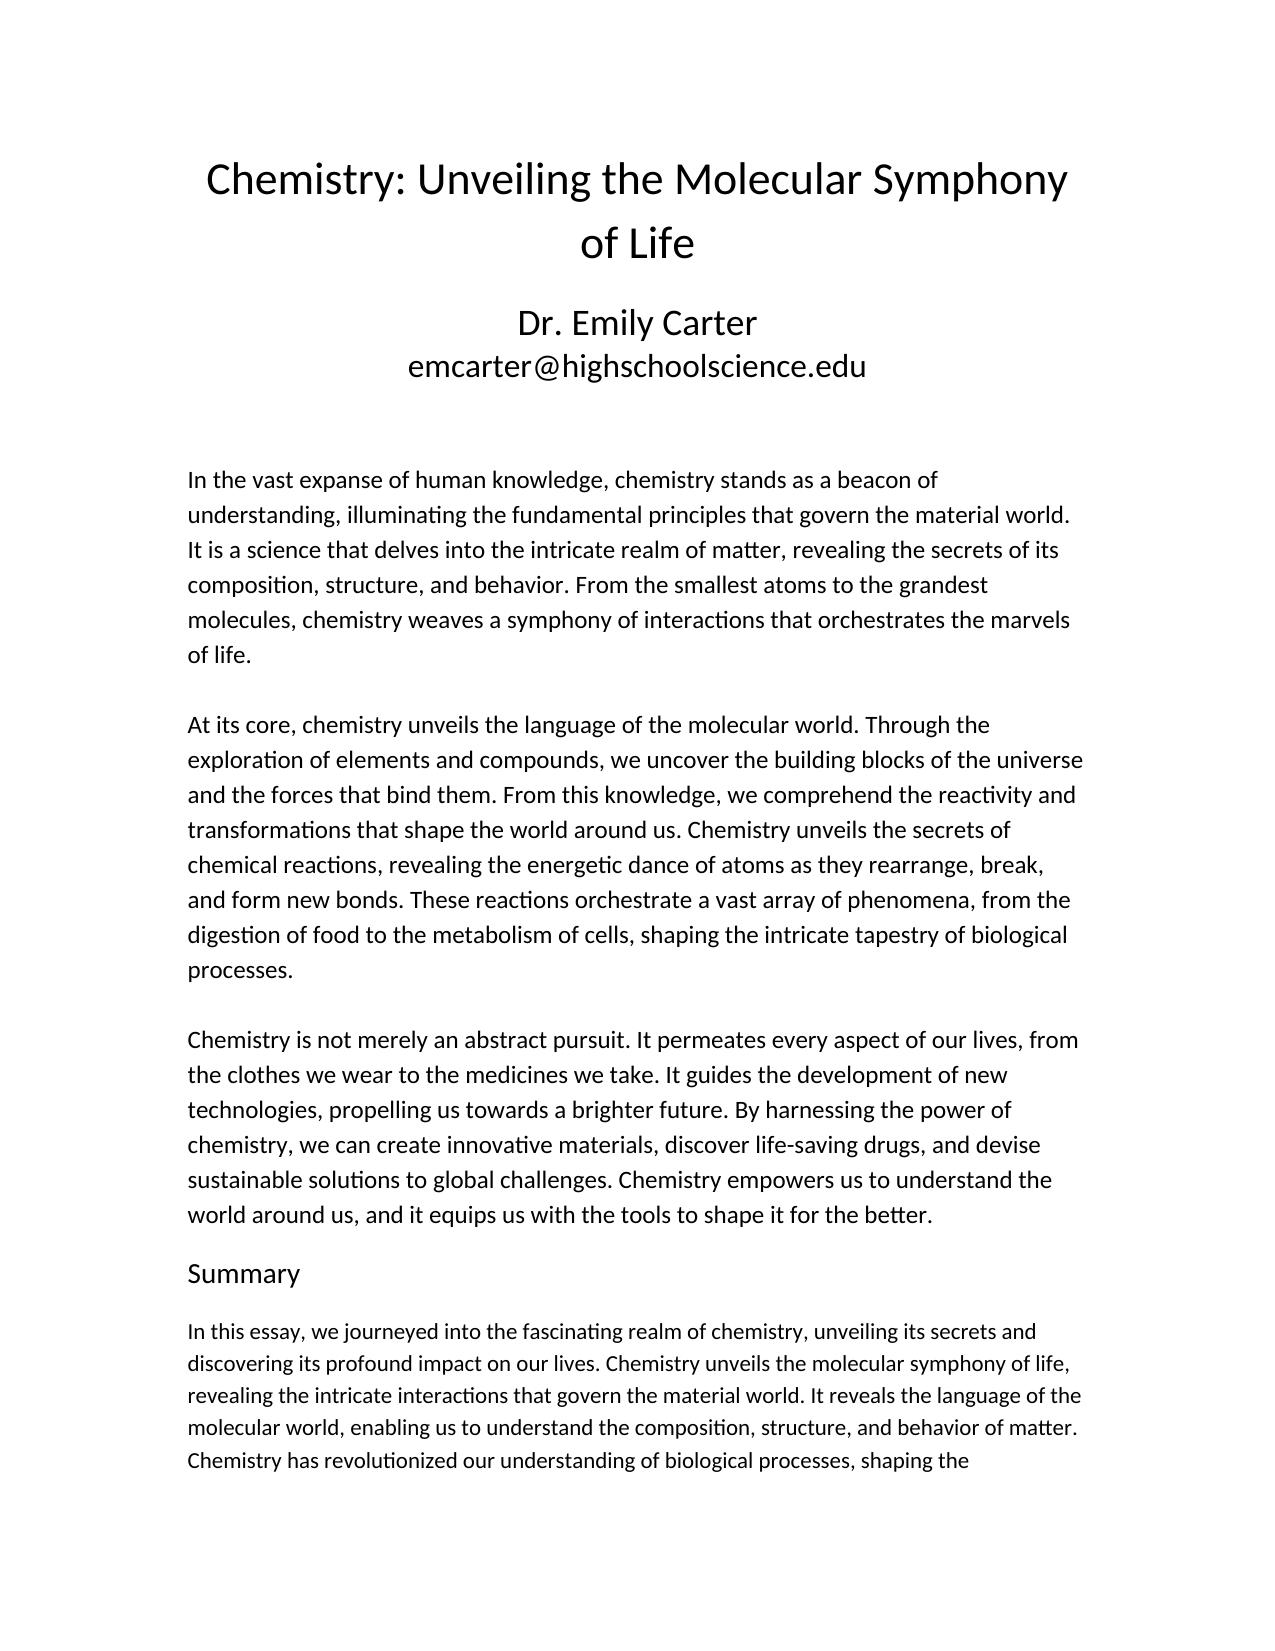 Chemistry: Unveiling the Molecular Symphony
of Life
Dr. Emily Carter
emcarter@highschoolscience.edu
In the vast expanse of human knowledge, chemistry stands as a beacon of
understanding, illuminating the fundamental principles that govern the material world.
It is a science that delves into the intricate realm of matter, revealing the secrets of its
composition, structure, and behavior. From the smallest atoms to the grandest
molecules, chemistry weaves a symphony of interactions that orchestrates the marvels
of life.
At its core, chemistry unveils the language of the molecular world. Through the
exploration of elements and compounds, we uncover the building blocks of the universe
and the forces that bind them. From this knowledge, we comprehend the reactivity and
transformations that shape the world around us. Chemistry unveils the secrets of
chemical reactions, revealing the energetic dance of atoms as they rearrange, break,
and form new bonds. These reactions orchestrate a vast array of phenomena, from the
digestion of food to the metabolism of cells, shaping the intricate tapestry of biological
processes.
Chemistry is not merely an abstract pursuit. It permeates every aspect of our lives, from
the clothes we wear to the medicines we take. It guides the development of new
technologies, propelling us towards a brighter future. By harnessing the power of
chemistry, we can create innovative materials, discover life-saving drugs, and devise
sustainable solutions to global challenges. Chemistry empowers us to understand the
world around us, and it equips us with the tools to shape it for the better.
Summary
In this essay, we journeyed into the fascinating realm of chemistry, unveiling its secrets and
discovering its profound impact on our lives. Chemistry unveils the molecular symphony of life,
revealing the intricate interactions that govern the material world. It reveals the language of the
molecular world, enabling us to understand the composition, structure, and behavior of matter.
Chemistry has revolutionized our understanding of biological processes, shaping the